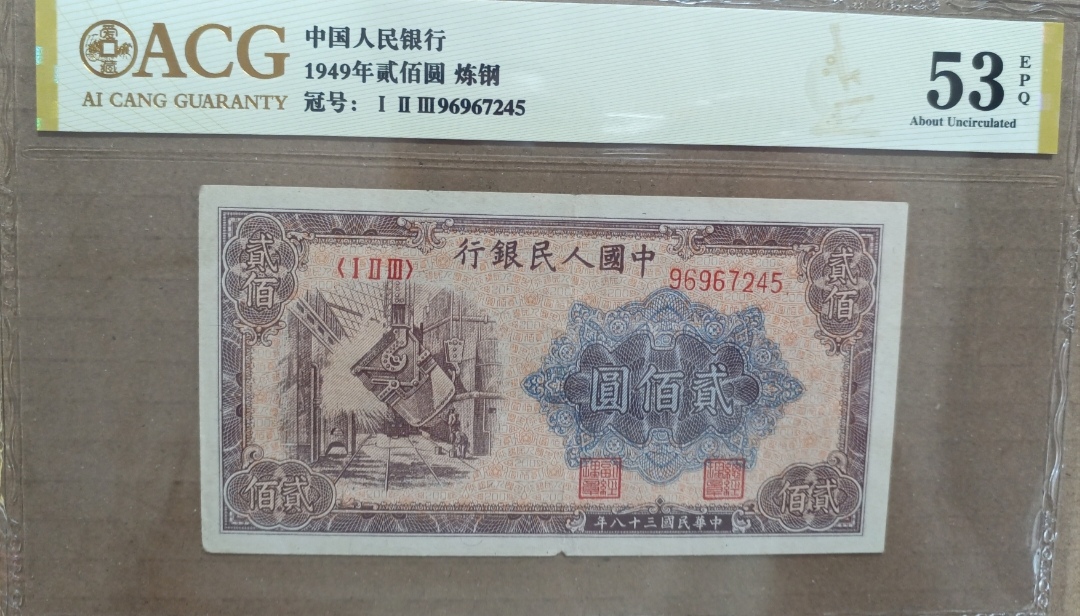 ACG
AI CANG GUARANTY
中国人民银行
1949年贰佰圆 炼钢
冠号: Ⅰ Ⅱ Ⅲ96967245
53
EPQ
About Uncirculated
行銀民人國中
〈Ⅰ Ⅱ Ⅲ〉
96967245
貳佰
貳佰
圓佰貳
佰貳
佰貳
年八十三國民華中